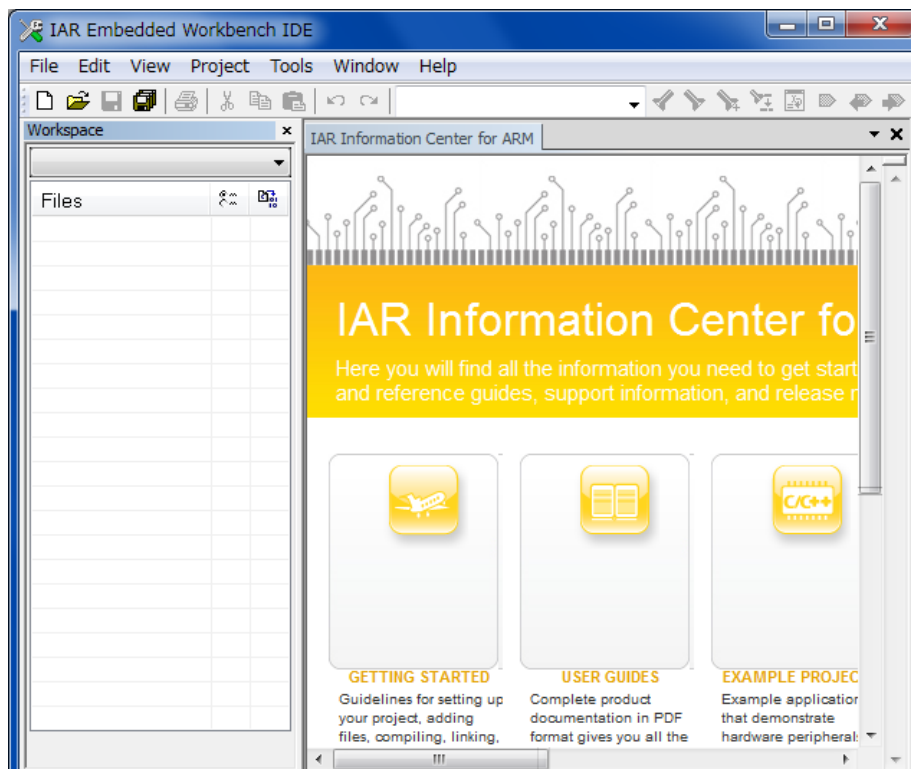 IAR Embedded Workbench IDE
File Edit View Project Tools Window Help
Workspace
IAR Information Center for ARM
Files
IAR Information Center fo
Here you will find all the information you need to get start
and reference guides, support information, and release
C/C++
GETTING STARTED
Guidelines for setting up
your project, adding
files, compiling, linking,
USER GUIDES
Complete product
documentation in PDF
format gives you all the
EXAMPLE PROJEC
Example application
that demonstrate
hardware peripheral